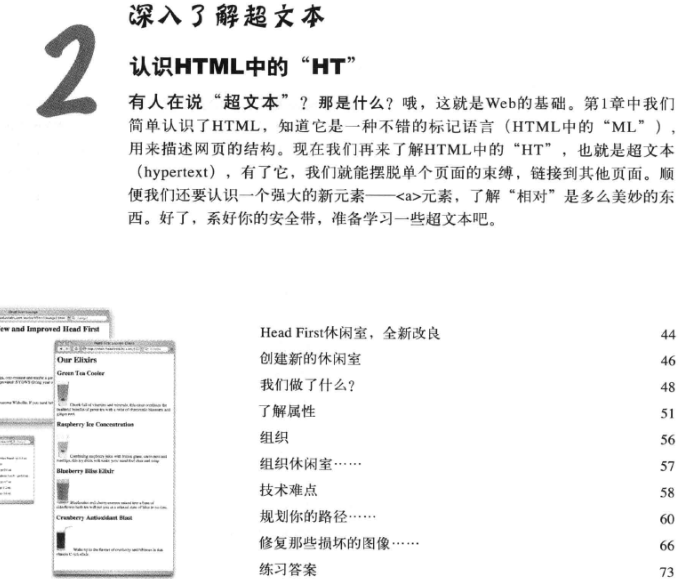 2
深入了解超文本
认识HTML中的“HT”
有人在说“超文本”？那是什么？哦，这就是Web的基础。第1章中我们
简单认识了HTML，知道它是一种不错的标记语言（HTML中的“ML”），
用来描述网页的结构。现在我们再来了解HTML中的“HT”，也就是超文本
（hypertext），有了它，我们就能摆脱单个页面的束缚，链接到其他页面。顺
便我们还要认识一个强大的新元素——<a>元素，了解“相对”是多么美妙的东
西。好了，系好你的安全带，准备学习一些超文本吧。
ew and Improved Head First
Our Elixirs
Green Tea Cooler
Raspberry Ice Concentration
Blueberry Bliss Elixir
Cranberry Antioxidant Blast
Head First休闲室，全新改良 44
创建新的休闲室 46
我们做了什么？ 48
了解属性 51
组织 56
组织休闲室…… 57
技术难点 58
规划你的路径…… 60
修复那些损坏的图像…… 66
练习答案 73